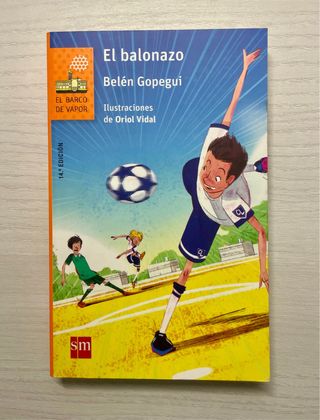 El balonazo
Belén Gopegui
Ilustraciones
de Oriol Vidal
EL BARCO
DE VAPOR
14.ª EDICIÓN
sm